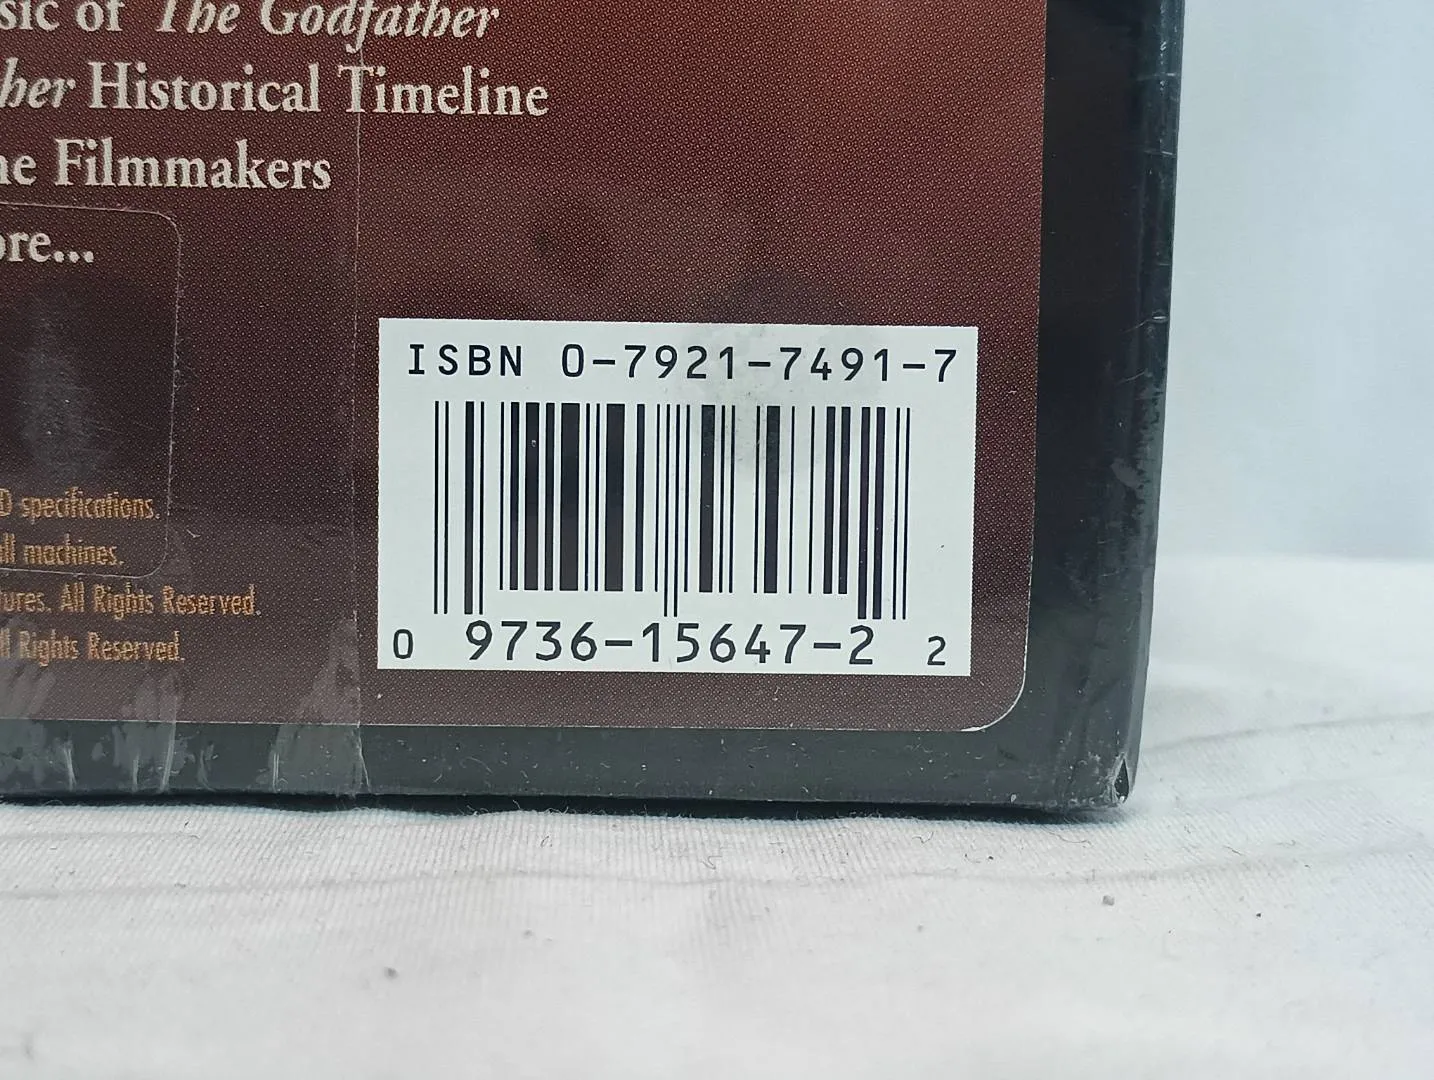 sic of The Godfather
her Historical Timeline
he Filmmakers
ore...
ISBN 0-7921-7491-7
D specifications.
all machines.
tures. All Rights Reserved.
ll Rights Reserved.
0 9736-15647-2 2